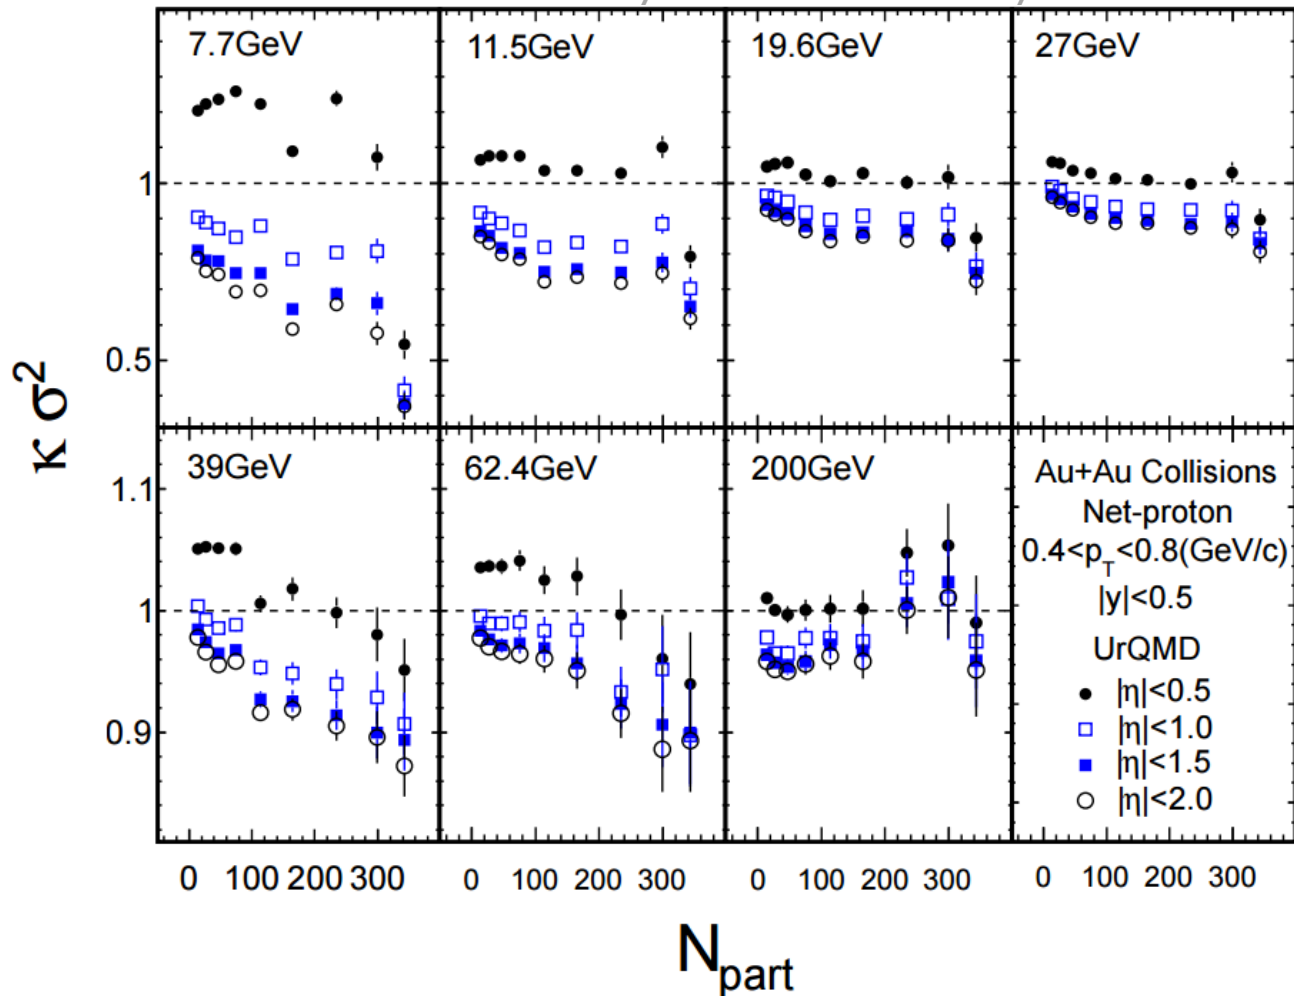 7.7GeV
11.5GeV
19.6GeV
27GeV
1
0.5
κ σ²
39GeV
62.4GeV
200GeV
1.1
1
0.9
Au+Au Collisions
Net-proton
0.4<p_T<0.8(GeV/c)
|y|<0.5
UrQMD
|η|<0.5
|η|<1.0
|η|<1.5
|η|<2.0
0 100 200 300
0 100 200 300
0 100 200 300
0 100 200 300
N_part